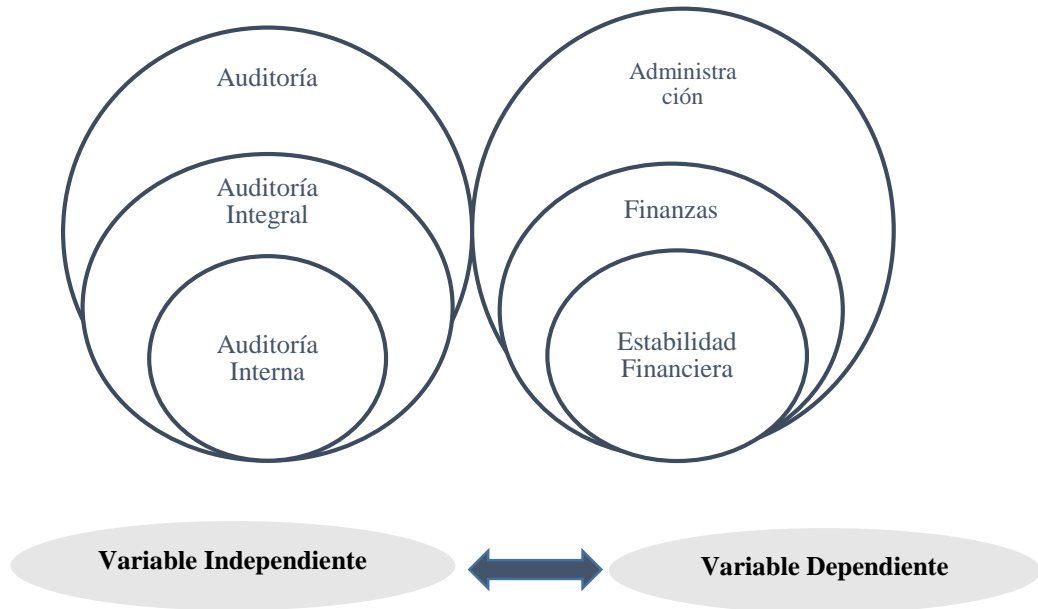 Auditoría
Auditoría
Integral
Auditoría
Interna
Administra
ción
Finanzas
Estabilidad
Financiera
Variable Independiente
Variable Dependiente